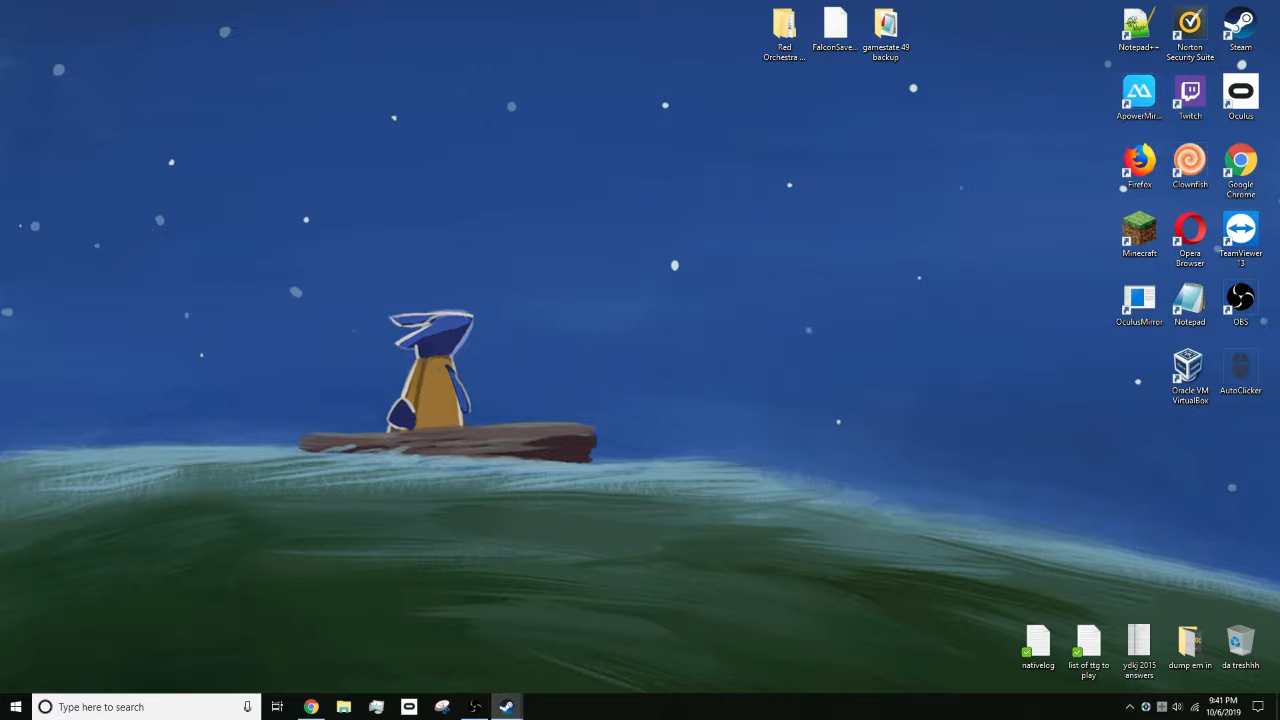 Red
Orchestra ...
FalconSave...
gamestate 49
backup
Notepad++
Norton
Security Suite
Steam
ApowerMir...
Twitch
Oculus
Firefox
Clownfish
Google
Chrome
Minecraft
Opera
Browser
TeamViewer
13
OculusMirror
Notepad
OBS
Oracle VM
VirtualBox
AutoClicker
nativelog
list of ttg to
play
ydkj 2015
answers
dump em in
da treshhh
Type here to search
9:41 PM
10/6/2019